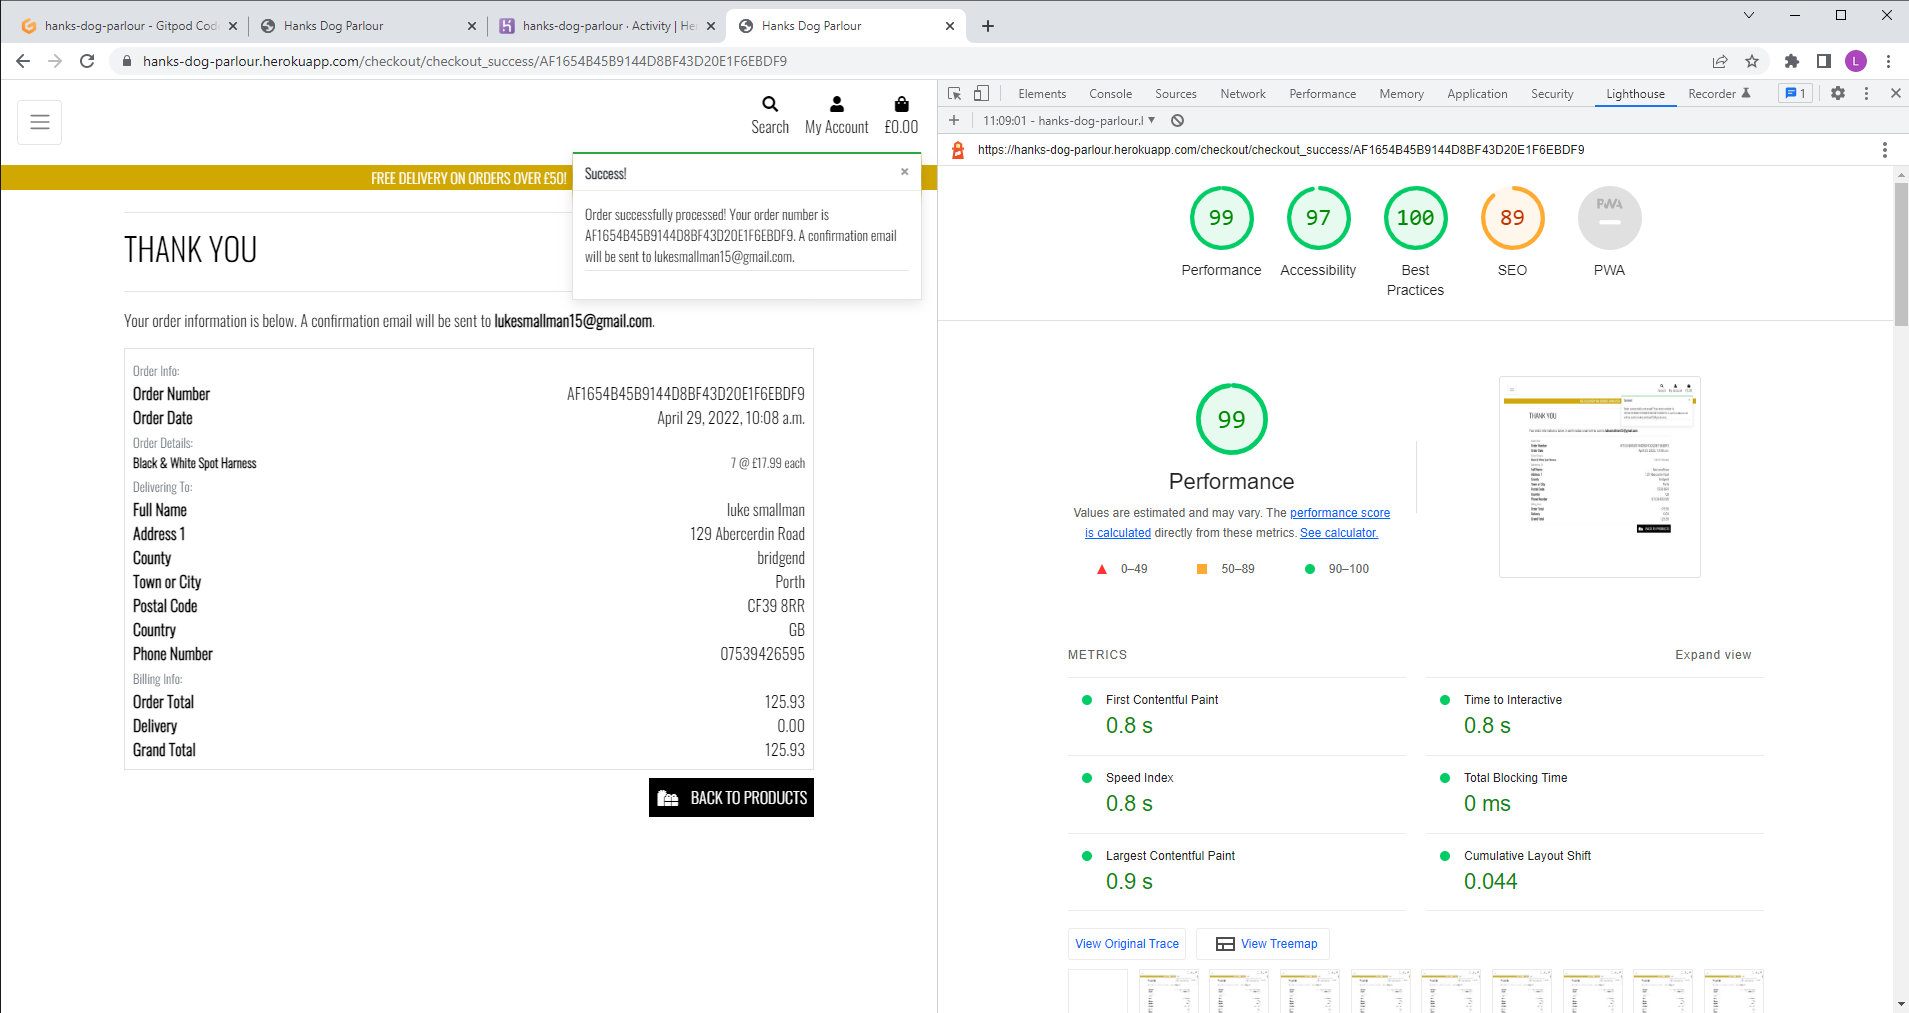 hanks-dog-parlour - Gitpod Code
Hanks Dog Parlour
hanks-dog-parlour · Activity | Her
Hanks Dog Parlour
hanks-dog-parlour.herokuapp.com/checkout/checkout_success/AF1654B45B9144D8BF43D20E1F6EBDF9
L
Search
My Account
£0.00
FREE DELIVERY ON ORDERS OVER £50!
Success!
×
Order successfully processed! Your order number is
AF1654B45B9144D8BF43D20E1F6EBDF9. A confirmation email
will be sent to lukesmallman15@gmail.com.
THANK YOU
Your order information is below. A confirmation email will be sent to lukesmallman15@gmail.com.
Order Info:
Order Number AF1654B45B9144D8BF43D20E1F6EBDF9
Order Date April 29, 2022, 10:08 a.m.
Order Details:
Black & White Spot Harness 7 @ £17.99 each
Delivering To:
Full Name luke smallman
Address 1 129 Abercerdin Road
County bridgend
Town or City Porth
Postal Code CF39 8RR
Country GB
Phone Number 07539426595
Billing Info:
Order Total 125.93
Delivery 0.00
Grand Total 125.93
BACK TO PRODUCTS
Elements Console Sources Network Performance Memory Application Security Lighthouse Recorder 1
11:09:01 - hanks-dog-parlour.l
https://hanks-dog-parlour.herokuapp.com/checkout/checkout_success/AF1654B45B9144D8BF43D20E1F6EBDF9
99 97 100 89 PWA
Performance Accessibility Best Practices SEO PWA
99
Performance
Values are estimated and may vary. The performance score
is calculated directly from these metrics. See calculator.
0–49 50–89 90–100
METRICS Expand view
First Contentful Paint
0.8 s
Time to Interactive
0.8 s
Speed Index
0.8 s
Total Blocking Time
0 ms
Largest Contentful Paint
0.9 s
Cumulative Layout Shift
0.044
View Original Trace View Treemap